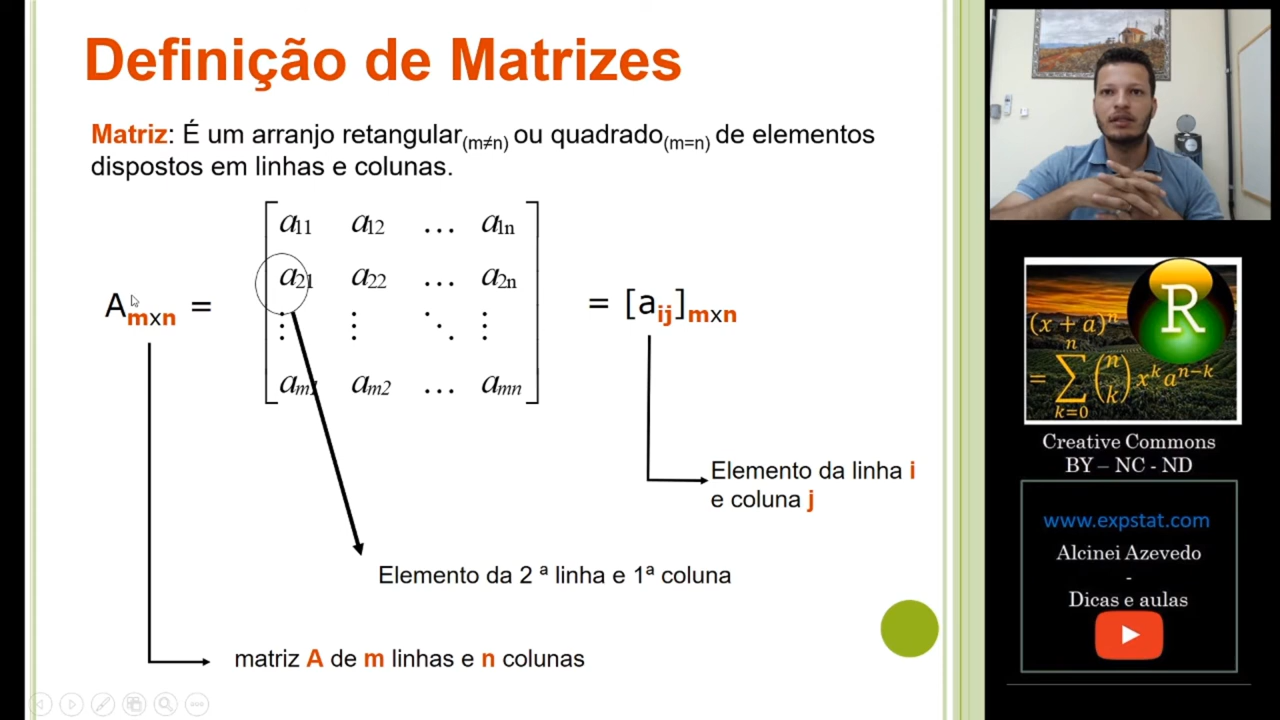 Definição de Matrizes
Matriz: É um arranjo retangular(m≠n) ou quadrado(m=n) de elementos
dispostos em linhas e colunas.
a11 a12 ... a1n
a21 a22 ... a2n
⋮ ⋮ ⋱ ⋮
am1 am2 ... amn
Amxn =
= [aij]mxn
Elemento da linha i
e coluna j
Elemento da 2 ª linha e 1ª coluna
matriz A de m linhas e n colunas
R
(x + a)^n
= ∑ n k=0 (n k) x^k a^n−k
Creative Commons
BY – NC - ND
www.expstat.com
Alcinei Azevedo
-
Dicas e aulas